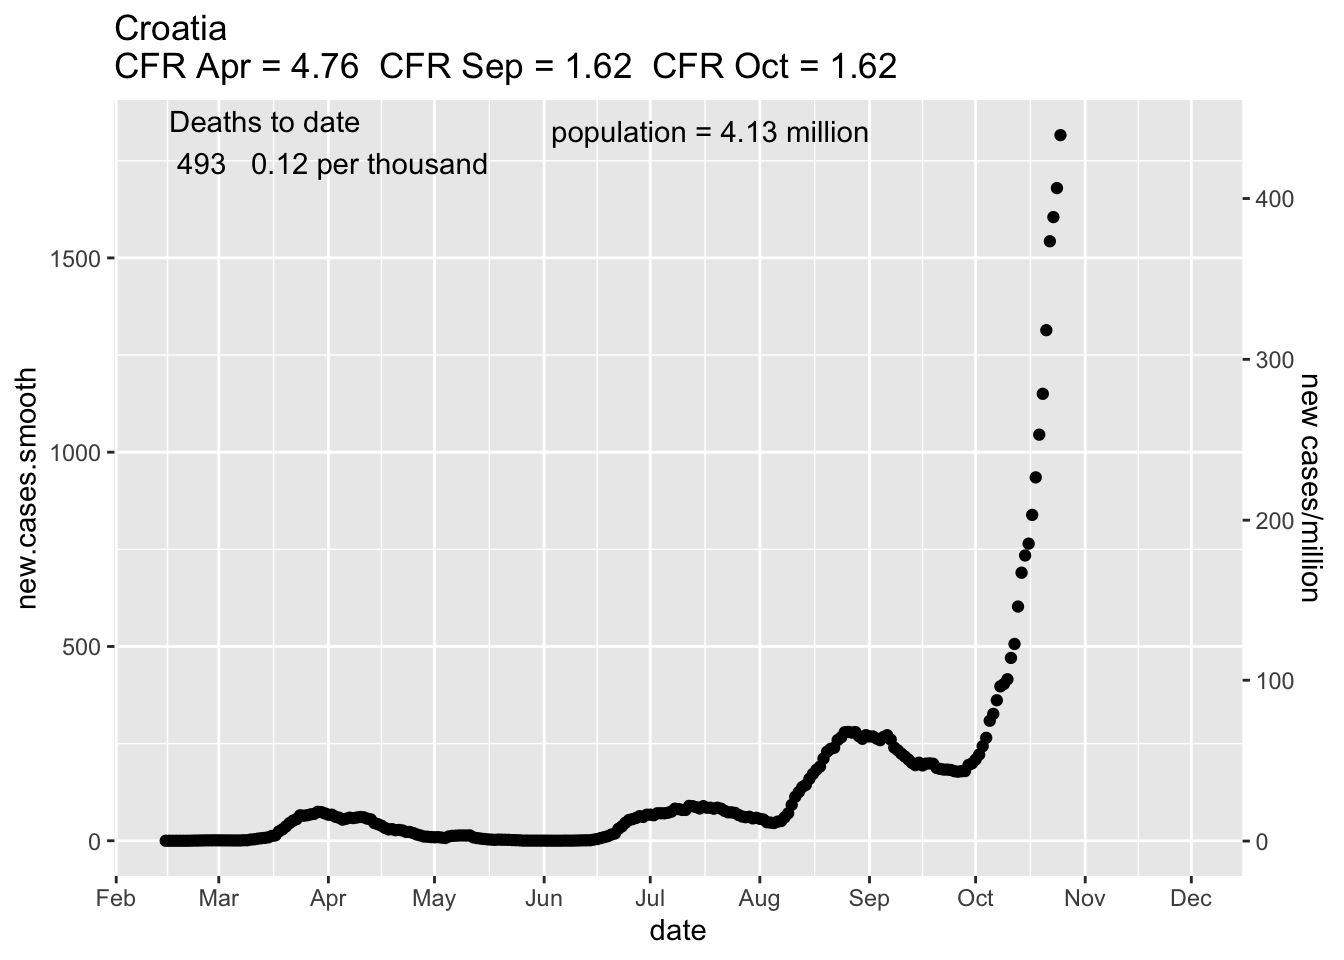 Croatia
CFR Apr = 4.76  CFR Sep = 1.62  CFR Oct = 1.62
Deaths to date
493   0.12 per thousand
population = 4.13 million
new.cases.smooth
1500
1000
500
0
400
300
200
100
0
new cases/million
Feb Mar Apr May Jun Jul Aug Sep Oct Nov Dec
date